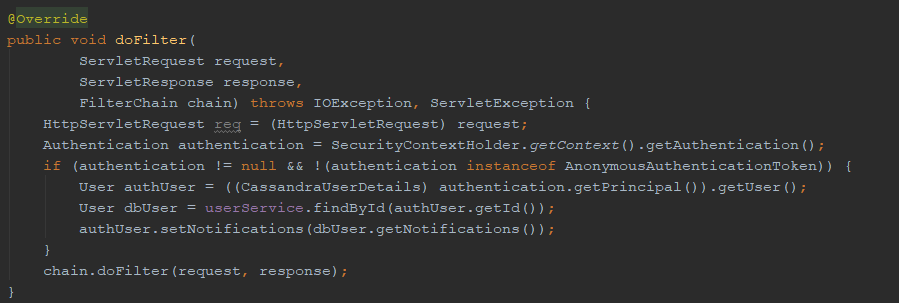 @Override
public void doFilter(
        ServletRequest request,
        ServletResponse response,
        FilterChain chain) throws IOException, ServletException {
    HttpServletRequest req = (HttpServletRequest) request;
    Authentication authentication = SecurityContextHolder.getContext().getAuthentication();
    if (authentication != null && !(authentication instanceof AnonymousAuthenticationToken)) {
        User authUser = ((CassandraUserDetails) authentication.getPrincipal()).getUser();
        User dbUser = userService.findById(authUser.getId());
        authUser.setNotifications(dbUser.getNotifications());
    }
    chain.doFilter(request, response);
}